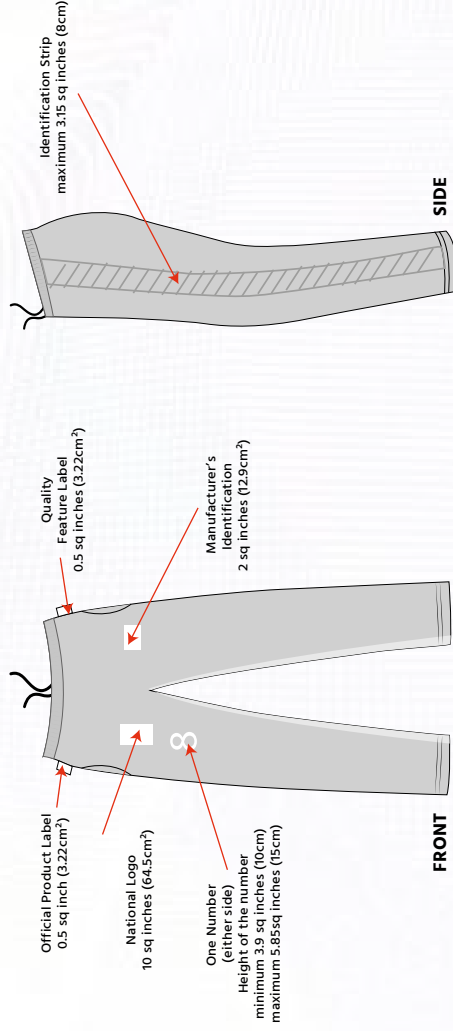 Official Product Label
0.5 sq inch (3.22cm²)
National Logo
10 sq inches (64.5cm²)
One Number
(either side)
Height of the number
minimum 3.9 sq inches (10cm)
maximum 5.85sq inches (15cm)
8
Quality
Feature Label
0.5 sq inches (3.22cm²)
Manufacturer's
Identification
2 sq inches (12.9cm²)
FRONT
Identification Strip
maximum 3.15 sq inches (8cm)
SIDE